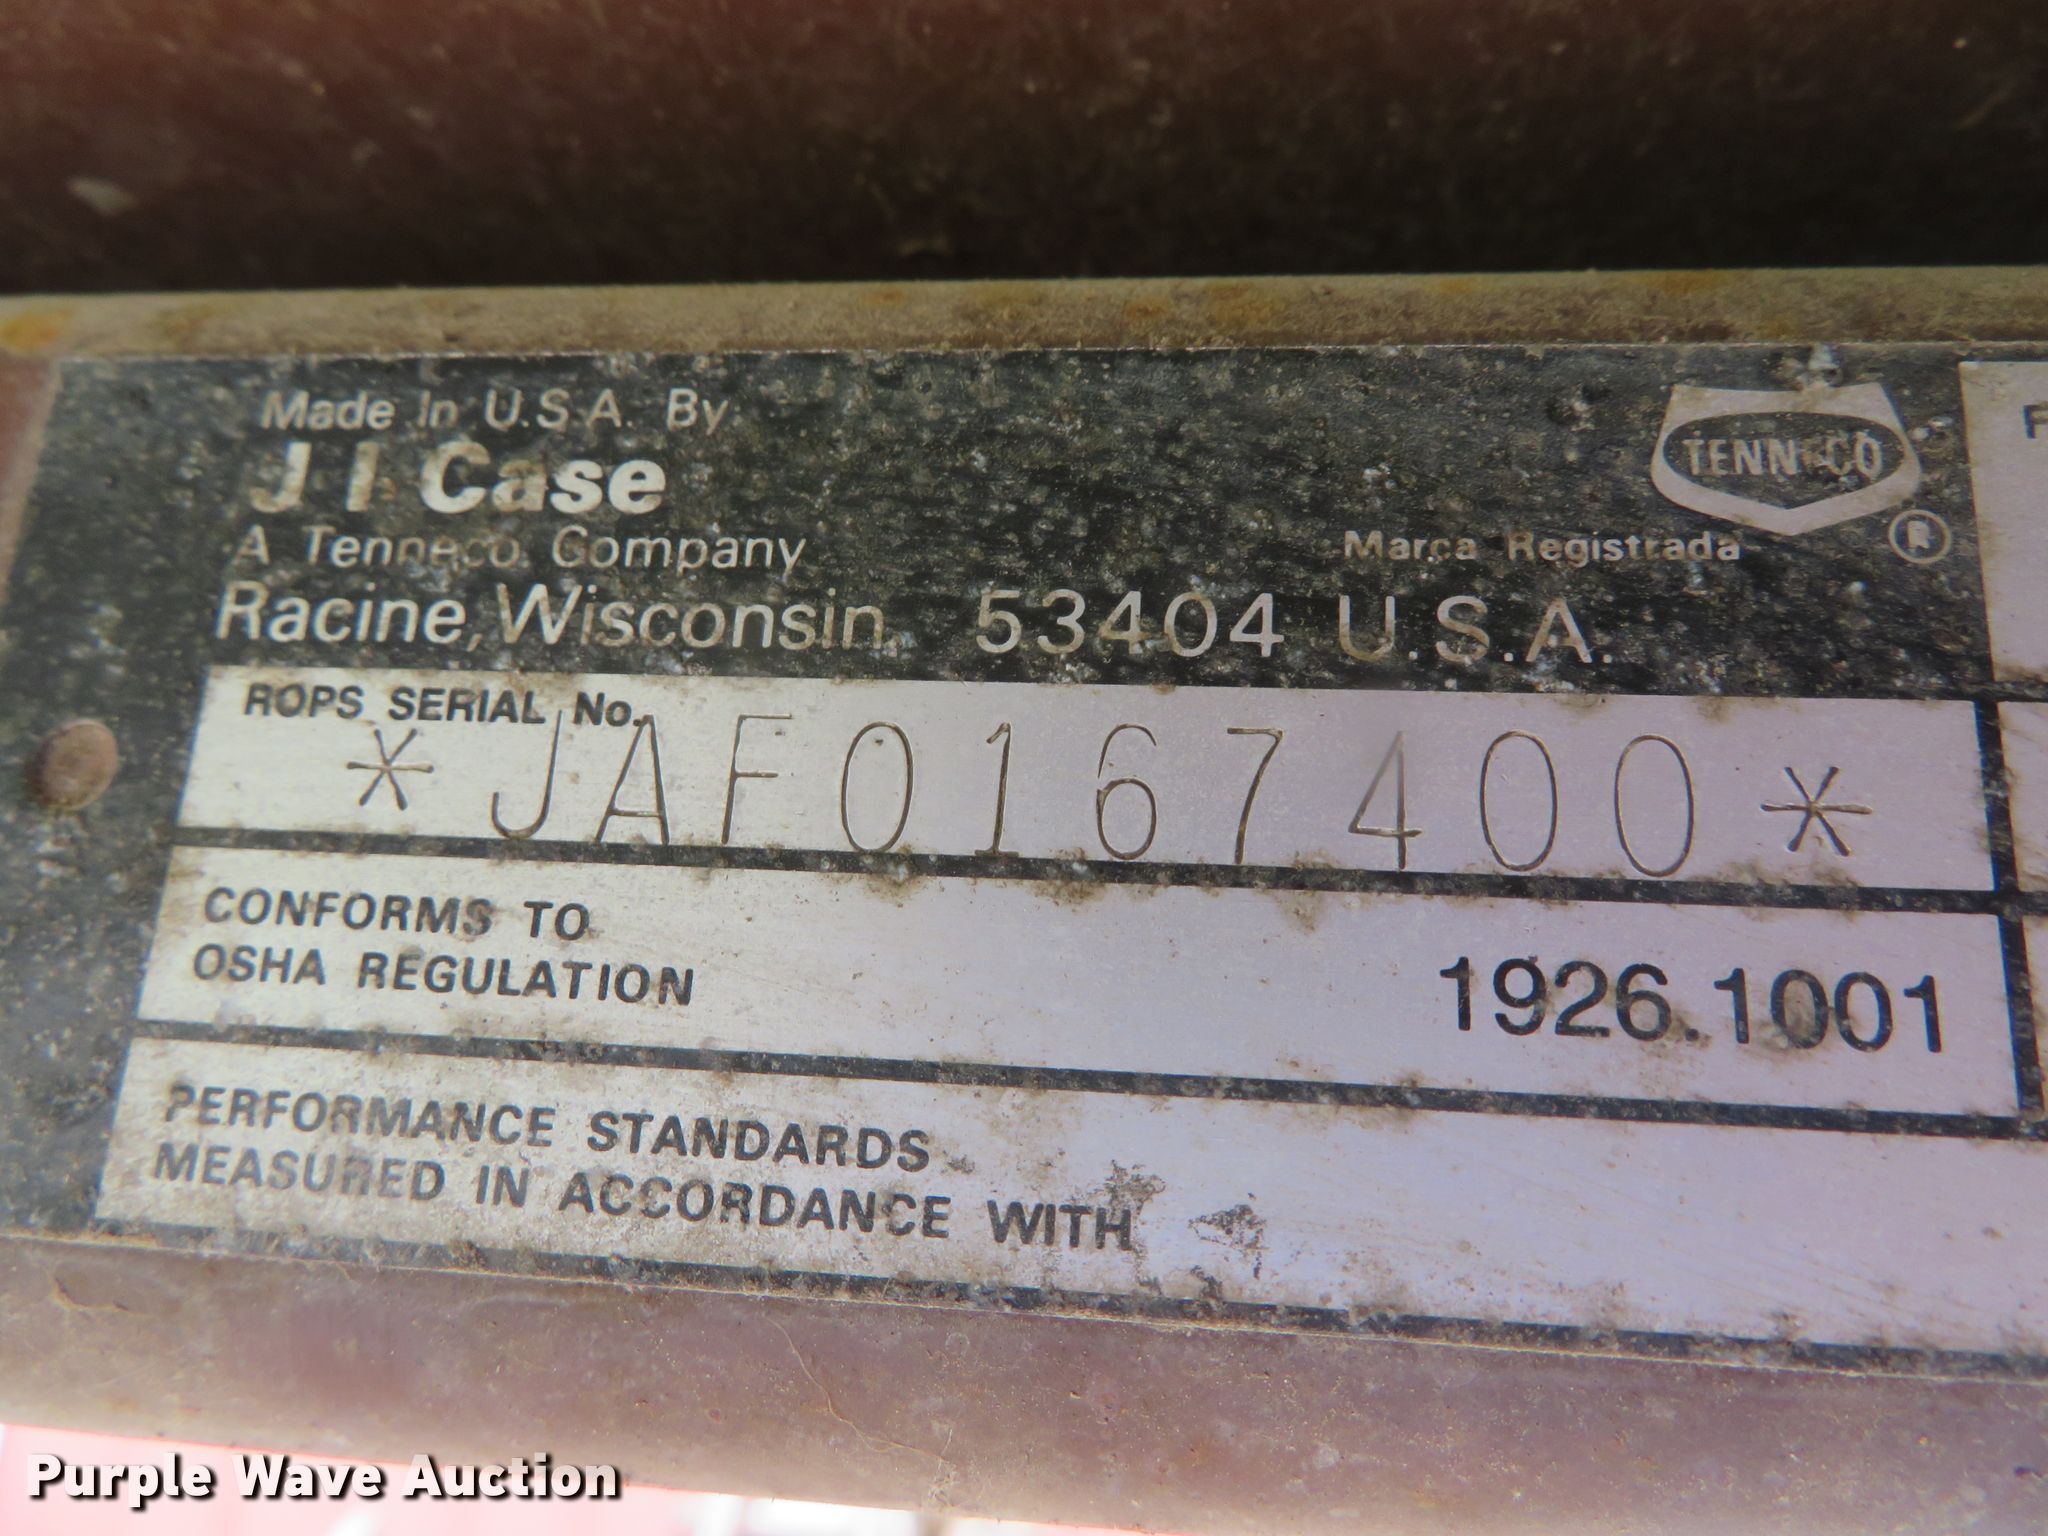 Made In U.S.A. By
J I Case
A Tenneco Company
Racine, Wisconsin, 53404 U.S.A.
TENNECO
Marca Registrada ®
ROPS SERIAL No.
*JAF0167400*
CONFORMS TO
OSHA REGULATION
1926.1001
PERFORMANCE STANDARDS
MEASURED IN ACCORDANCE WITH
Purple Wave Auction